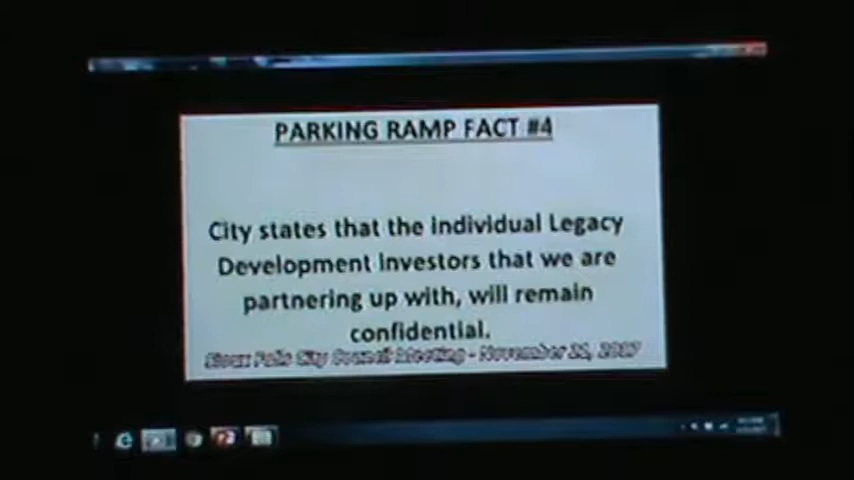 PARKING RAMP FACT #4
City states that the individual Legacy
Development Investors that we are
partnering up with, will remain
confidential.
Sioux Falls City Council Meeting - November 2017